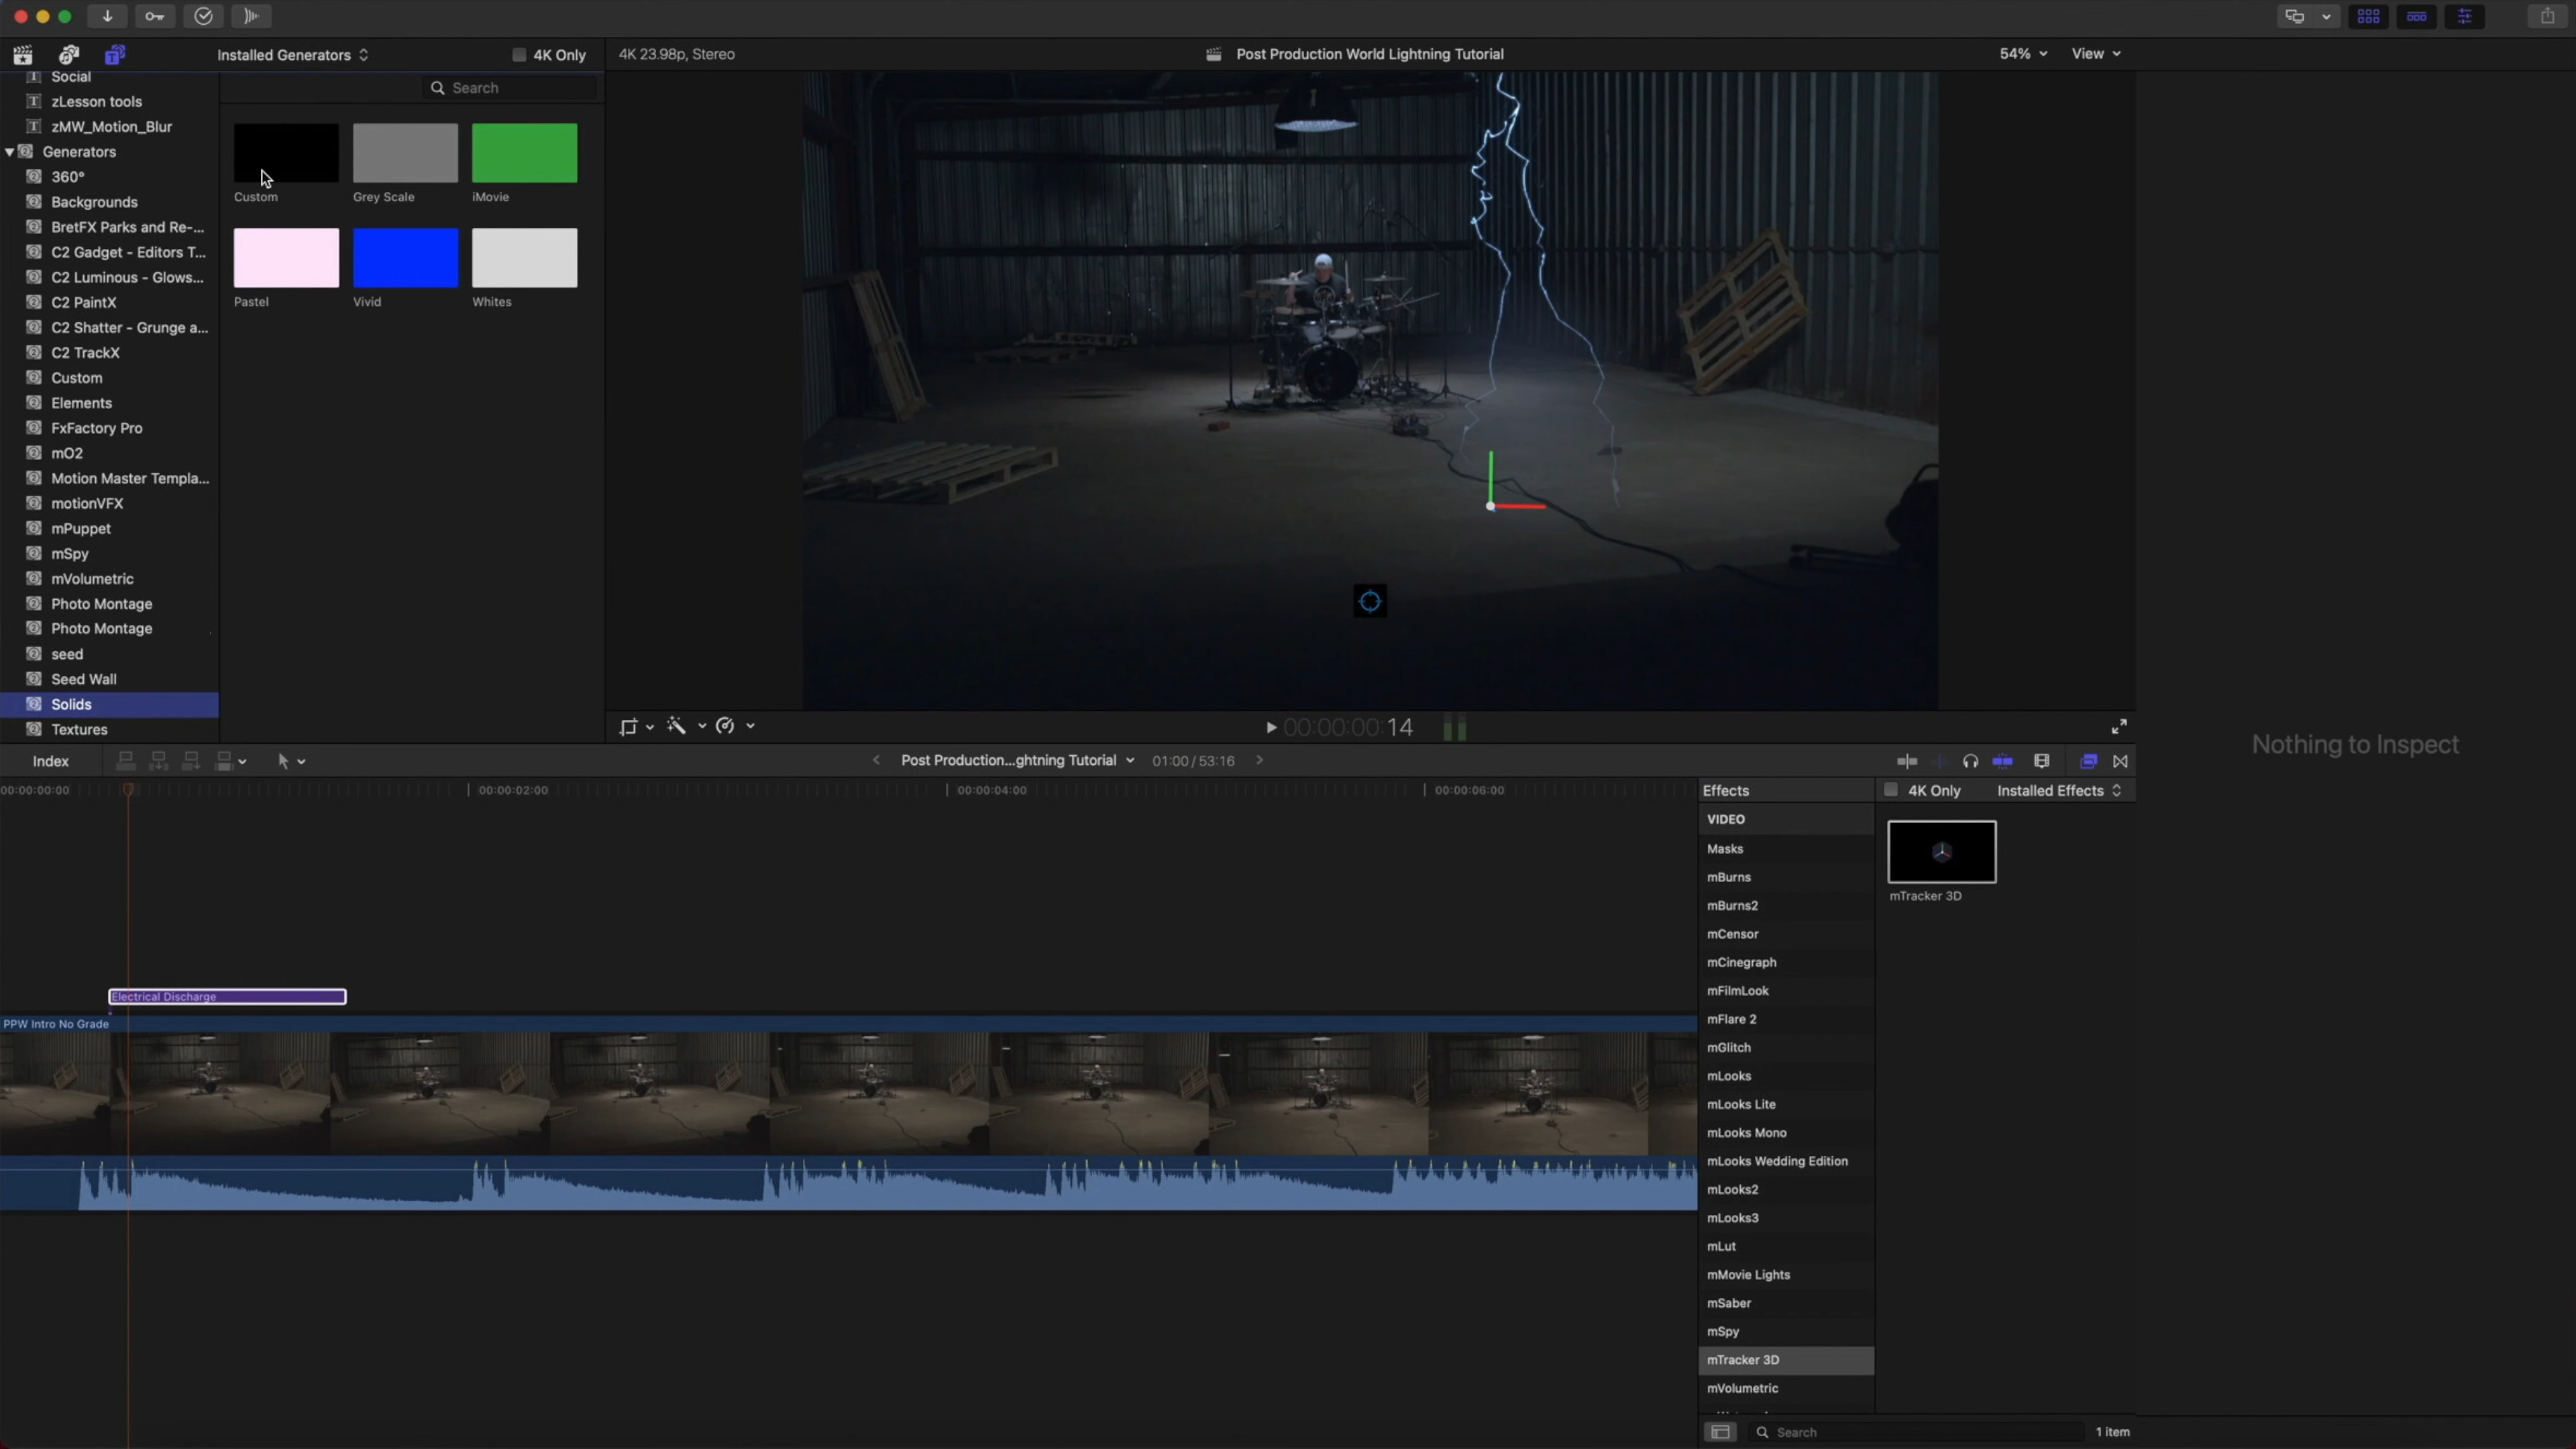 Installed Generators
4K Only
4K 23.98p, Stereo
Post Production World Lightning Tutorial
54%
View
Social
zLesson tools
zMW_Motion_Blur
Generators
360°
Backgrounds
BretFX Parks and Re-...
C2 Gadget - Editors T...
C2 Luminous - Glows...
C2 PaintX
C2 Shatter - Grunge a...
C2 TrackX
Custom
Elements
FxFactory Pro
mO2
Motion Master Templa...
motionVFX
mPuppet
mSpy
mVolumetric
Photo Montage
Photo Montage
seed
Seed Wall
Solids
Textures
Search
Custom
Grey Scale
iMovie
Pastel
Vivid
Whites
00:00:00:14
Nothing to Inspect
Index
Post Production...ghtning Tutorial
01:00 / 53:16
00:00:00:00
00:00:02:00
00:00:04:00
00:00:06:00
Electrical Discharge
PPW Intro No Grade
Effects
4K Only
Installed Effects
VIDEO
Masks
mBurns
mBurns2
mCensor
mCinegraph
mFilmLook
mFlare 2
mGlitch
mLooks
mLooks Lite
mLooks Mono
mLooks Wedding Edition
mLooks2
mLooks3
mLut
mMovie Lights
mSaber
mSpy
mTracker 3D
mVolumetric
mTracker 3D
Search
1 item